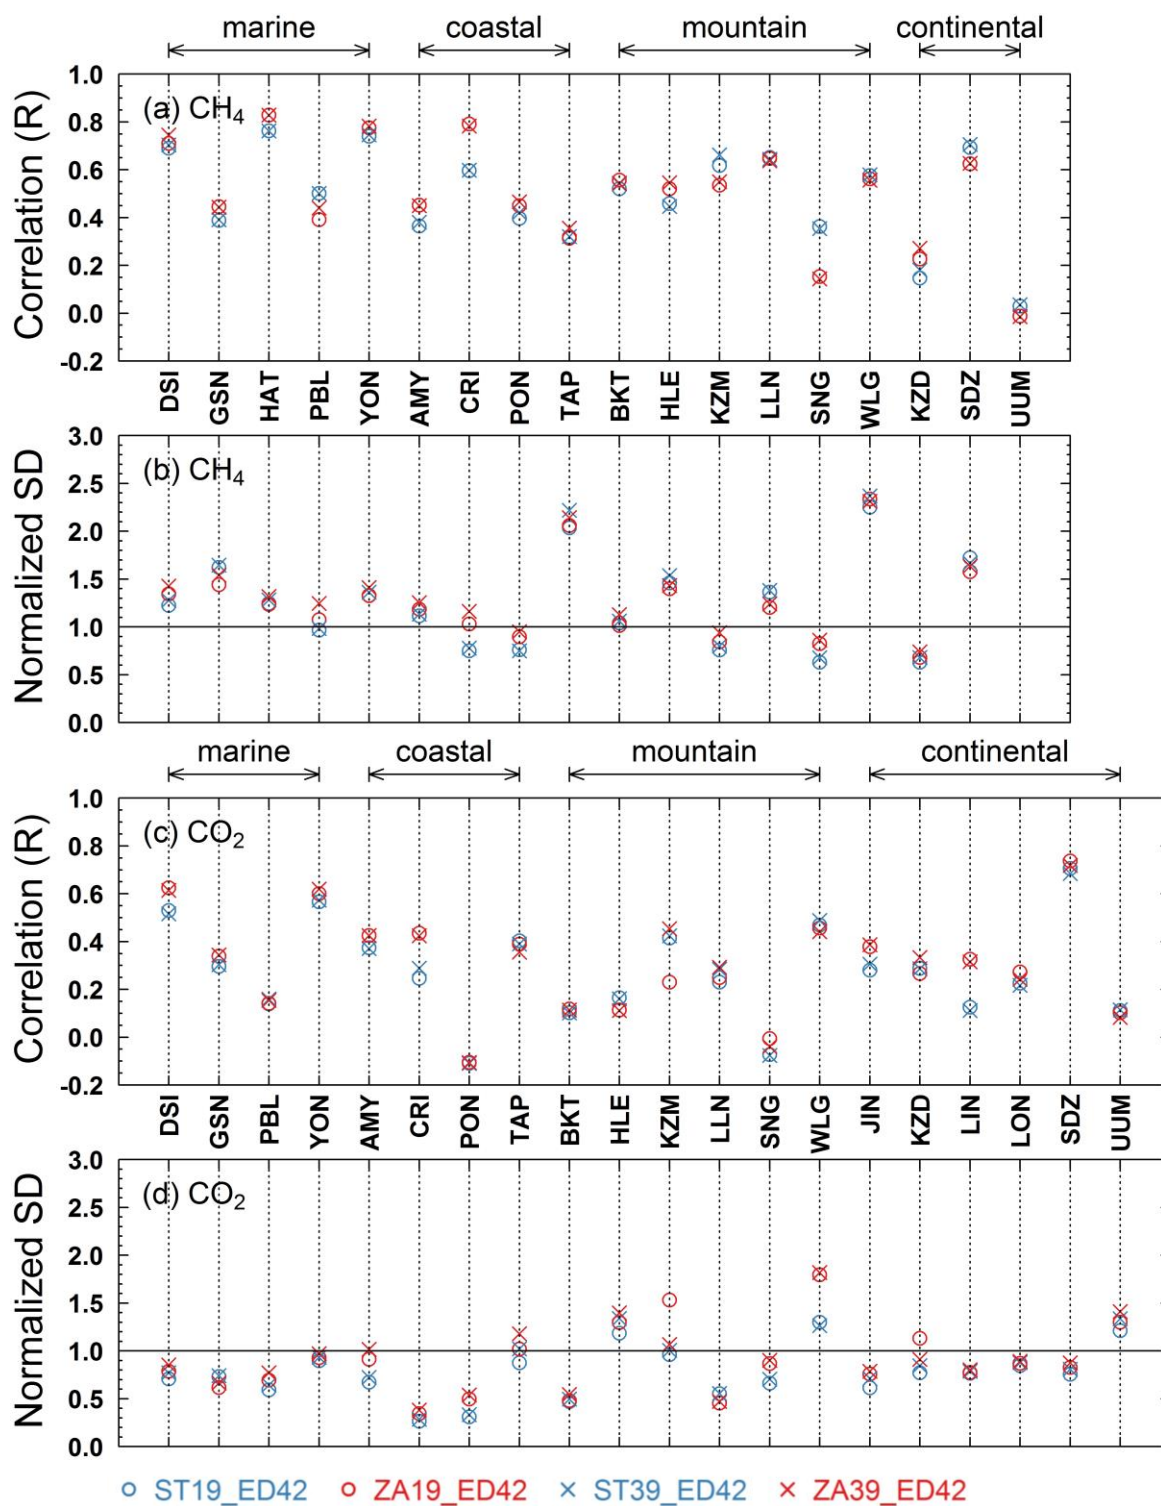 marine coastal mountain continental
(a) CH₄
Correlation (R)
1.0
0.8
0.6
0.4
0.2
0.0
-0.2
DSI GSN HAT PBL YON AMY CRI PON TAP BKT HLE KZM LLN SNG WLG KZD SDZ UUM
(b) CH₄
Normalized SD
3.0
2.5
2.0
1.5
1.0
0.5
0.0
marine coastal mountain continental
(c) CO₂
Correlation (R)
1.0
0.8
0.6
0.4
0.2
0.0
-0.2
DSI GSN PBL YON AMY CRI PON TAP BKT HLE KZM LLN SNG WLG JIN KZD LIN LON SDZ UUM
(d) CO₂
Normalized SD
3.0
2.5
2.0
1.5
1.0
0.5
0.0
ST19_ED42 ZA19_ED42 ST39_ED42 ZA39_ED42